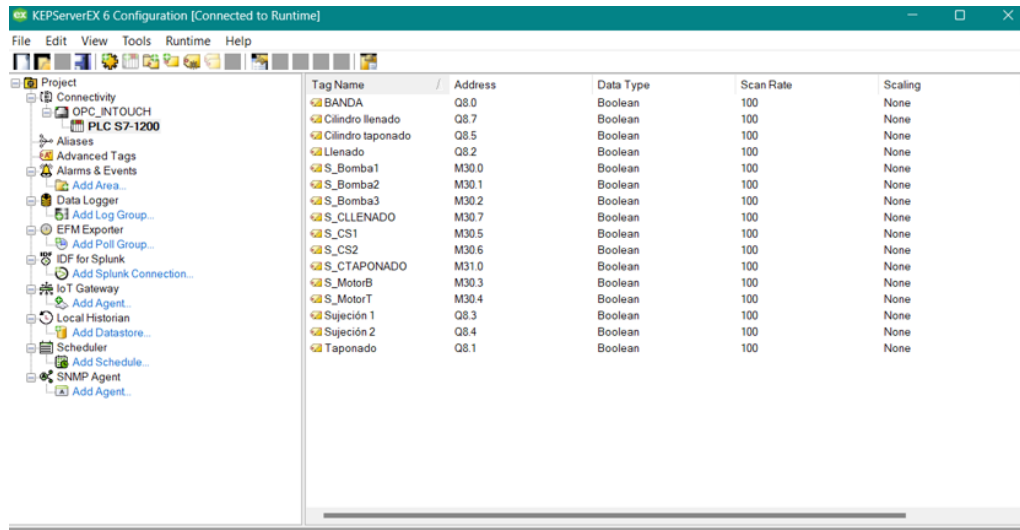 KEPServerEX 6 Configuration [Connected to Runtime]
File Edit View Tools Runtime Help
Project
Connectivity
OPC_INTOUCH
PLC S7-1200
Aliases
Advanced Tags
Alarms & Events
Add Area...
Data Logger
Add Log Group...
EFM Exporter
Add Poll Group...
IDF for Splunk
Add Splunk Connection...
IoT Gateway
Add Agent...
Local Historian
Add Datastore...
Scheduler
Add Schedule...
SNMP Agent
Add Agent...
Tag Name Address Data Type Scan Rate Scaling
BANDA Q8.0 Boolean 100 None
Cilindro llenado Q8.7 Boolean 100 None
Cilindro taponado Q8.5 Boolean 100 None
Llenado Q8.2 Boolean 100 None
S_Bomba1 M30.0 Boolean 100 None
S_Bomba2 M30.1 Boolean 100 None
S_Bomba3 M30.2 Boolean 100 None
S_CLLENADO M30.7 Boolean 100 None
S_CS1 M30.5 Boolean 100 None
S_CS2 M30.6 Boolean 100 None
S_CTAPONADO M31.0 Boolean 100 None
S_MotorB M30.3 Boolean 100 None
S_MotorT M30.4 Boolean 100 None
Sujeción 1 Q8.3 Boolean 100 None
Sujeción 2 Q8.4 Boolean 100 None
Taponado Q8.1 Boolean 100 None